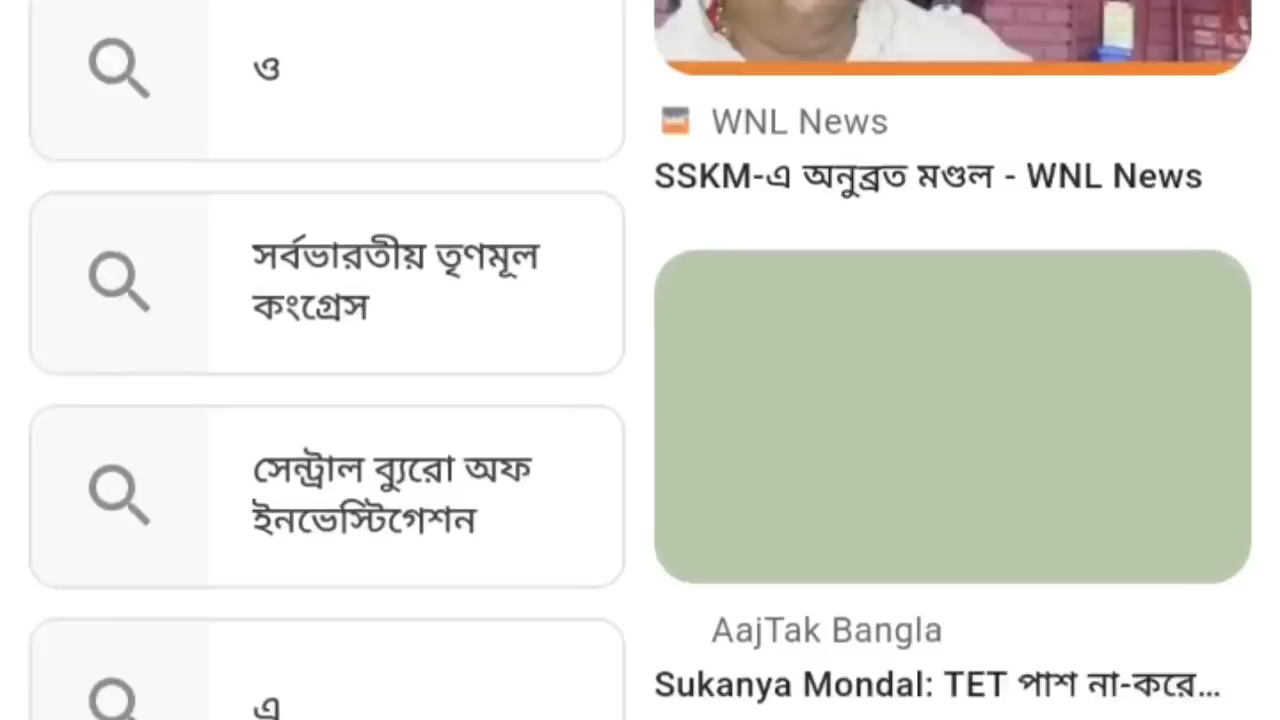 ও
সর্বভারতীয় তৃণমূল
কংগ্রেস
সেন্ট্রাল ব্যুরো অফ
ইনভেস্টিগেশন
এ
WNL News
SSKM-এ অনুব্রত মণ্ডল - WNL News
AajTak Bangla
Sukanya Mondal: TET পাশ না-করে...